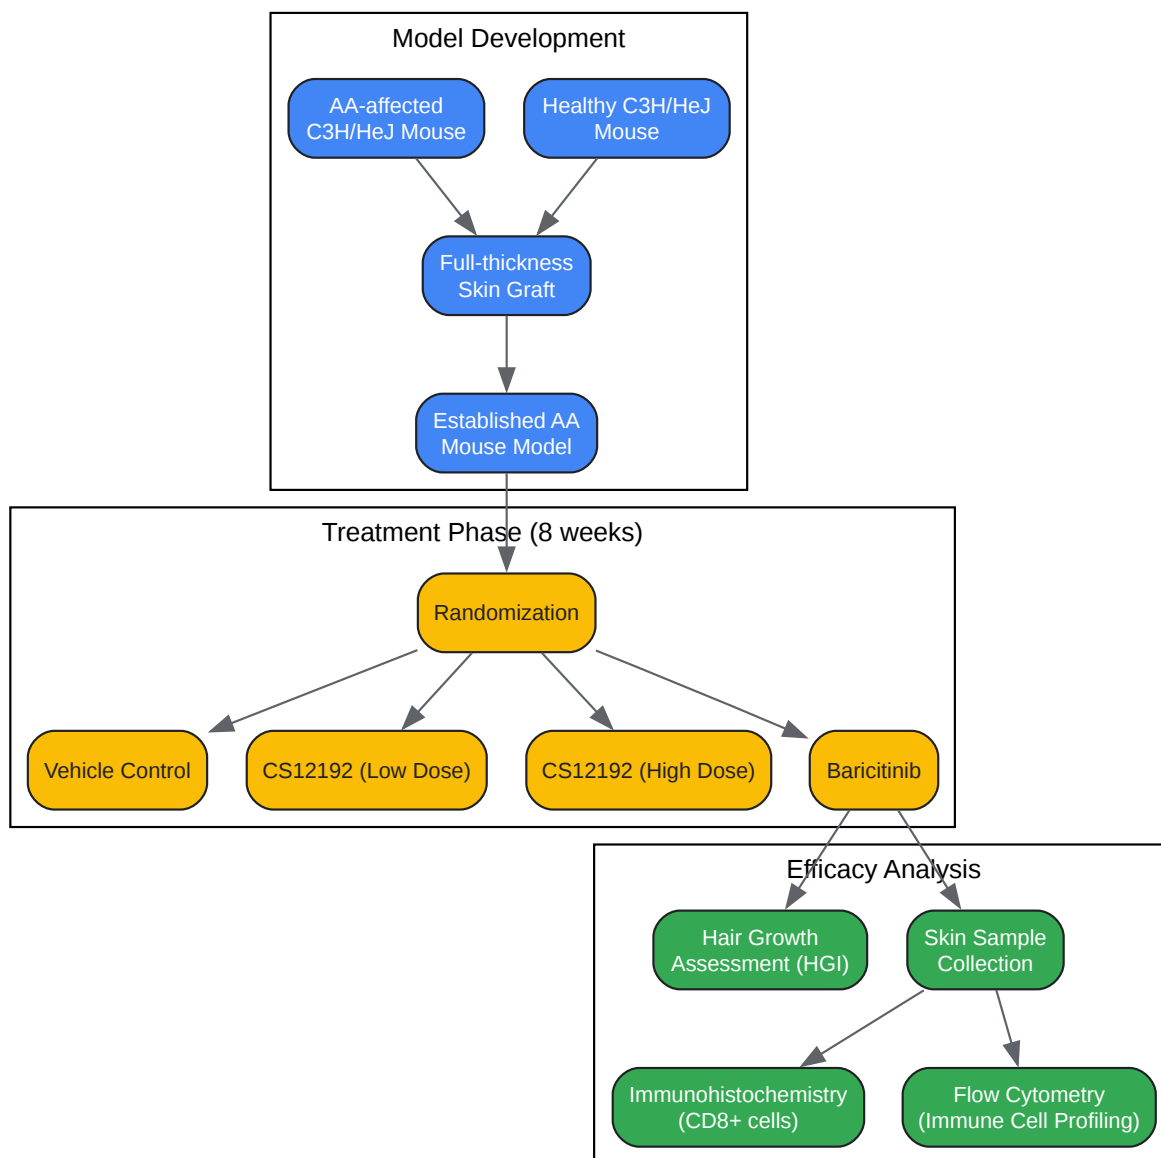 Model Development
AA-affected
C3H/HeJ Mouse
Healthy C3H/HeJ
Mouse
Full-thickness
Skin Graft
Established AA
Mouse Model
Treatment Phase (8 weeks)
Randomization
Vehicle Control
CS12192 (Low Dose)
CS12192 (High Dose)
Baricitinib
Efficacy Analysis
Hair Growth
Assessment (HGI)
Skin Sample
Collection
Immunohistochemistry
(CD8+ cells)
Flow Cytometry
(Immune Cell Profiling)